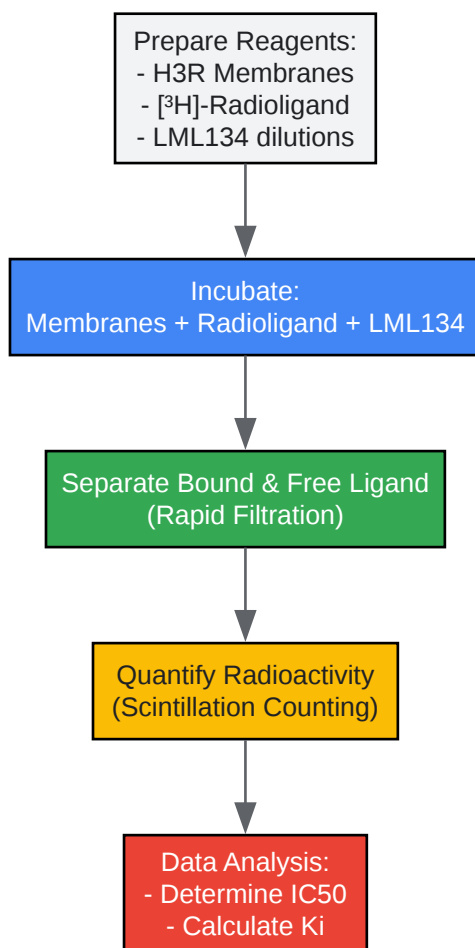 Prepare Reagents:
- H3R Membranes
- [³H]-Radioligand
- LML134 dilutions
Incubate:
Membranes + Radioligand + LML134
Separate Bound & Free Ligand
(Rapid Filtration)
Quantify Radioactivity
(Scintillation Counting)
Data Analysis:
- Determine IC50
- Calculate Ki